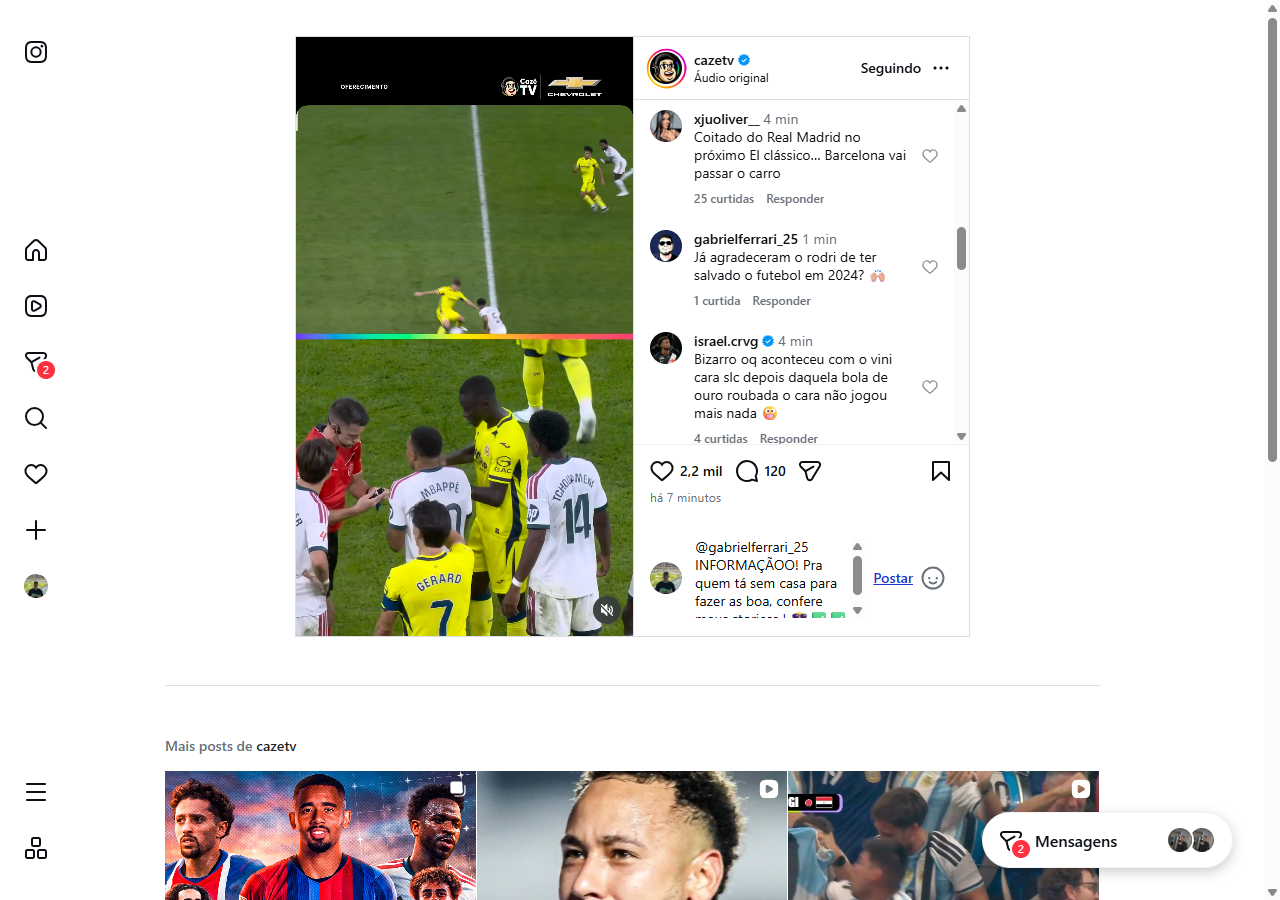 OFERECIMENTO
Cazé
TV
CHEVROLET
MBAPPÉ
TCHOUAMENI
14
GAC
GERARD
7
cazetv
Áudio original
Seguindo
xjuoliver__ 4 min
Coitado do Real Madrid no
próximo El clássico... Barcelona vai
passar o carro
25 curtidas Responder
gabrielferrari_25 1 min
Já agradeceram o rodri de ter
salvado o futebol em 2024? 🙌🏼
1 curtida Responder
israel.crvg 4 min
Bizarro oq aconteceu com o vini
cara slc depois daquela bola de
ouro roubada o cara não jogou
mais nada 🤡
4 curtidas Responder
2,2 mil
120
há 7 minutos
@gabrielferrari_25
INFORMAÇÃOO! Pra
quem tá sem casa para
fazer as boa, confere
Postar
2
Mais posts de cazetv
Mensagens
2